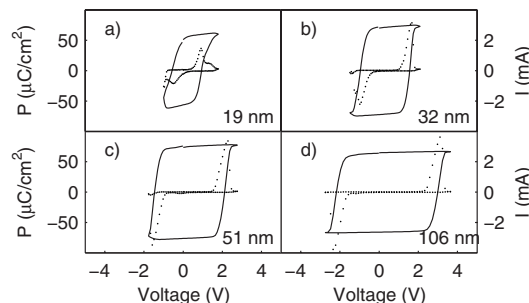 a)
b)
50
0
−50
P (μC/cm²)
19 nm
32 nm
2
0
−2
I (mA)
c)
d)
50
0
−50
P (μC/cm²)
51 nm
106 nm
2
0
−2
I (mA)
−4 −2 0 2 4
−4 −2 0 2 4
Voltage (V)
Voltage (V)